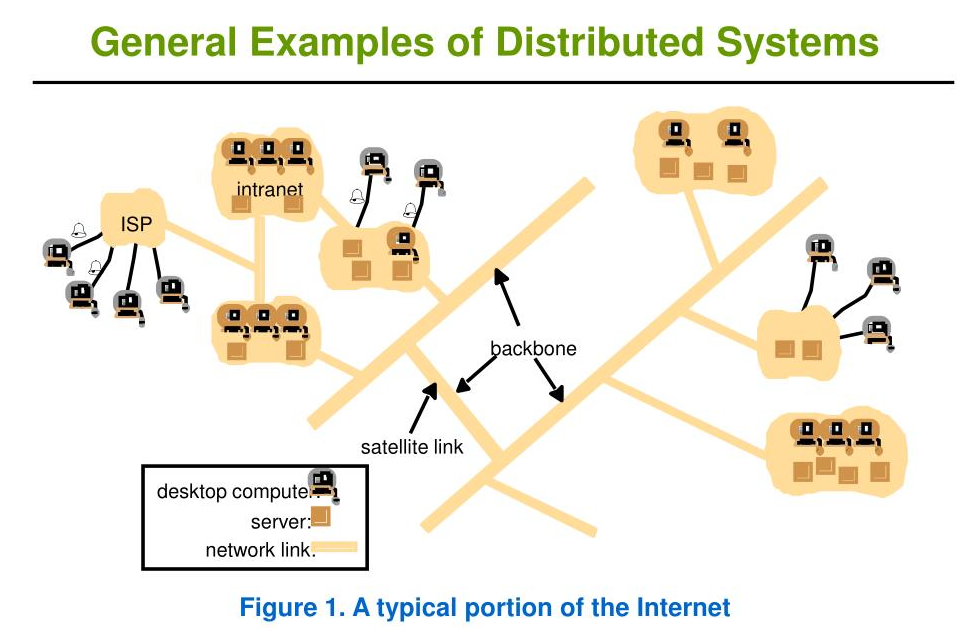 General Examples of Distributed Systems
intranet
ISP
backbone
satellite link
desktop computer:
server:
network link:
Figure 1. A typical portion of the Internet